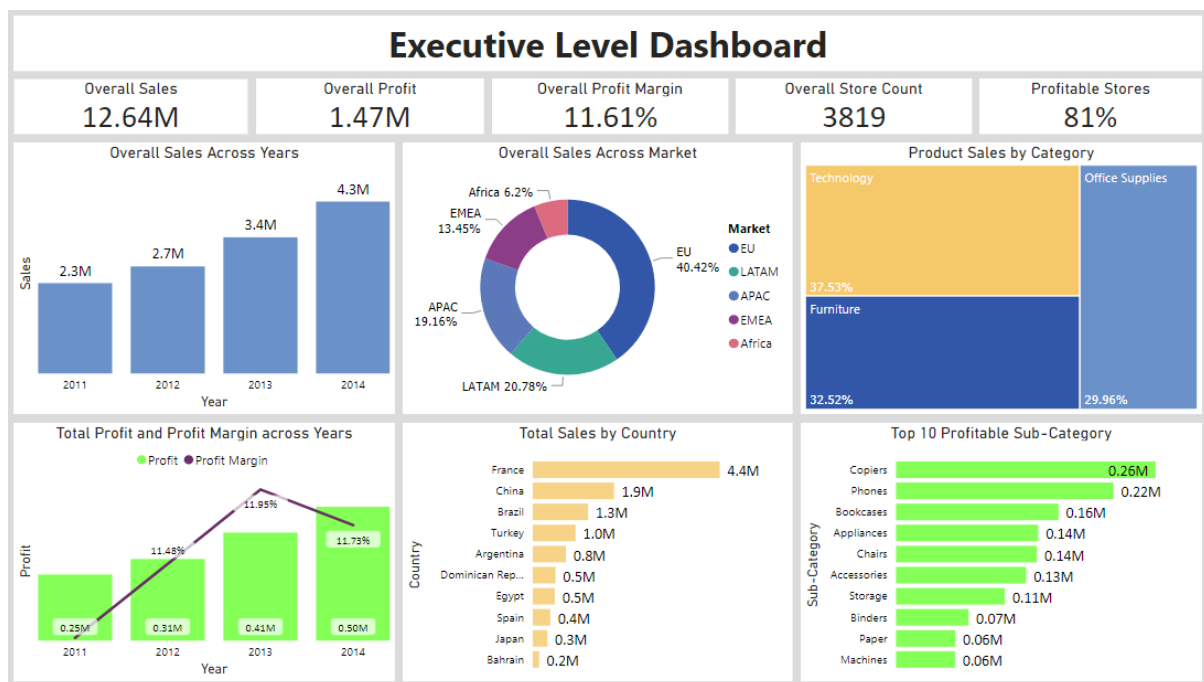 Executive Level Dashboard
Overall Sales
12.64M
Overall Profit
1.47M
Overall Profit Margin
11.61%
Overall Store Count
3819
Profitable Stores
81%
Overall Sales Across Years
Sales
2.3M
2.7M
3.4M
4.3M
2011
2012
2013
2014
Year
Overall Sales Across Market
Africa 6.2%
EMEA
13.45%
APAC
19.16%
LATAM 20.78%
EU
40.42%
Market
EU
LATAM
APAC
EMEA
Africa
Product Sales by Category
Technology
37.53%
Furniture
32.52%
Office Supplies
29.96%
Total Profit and Profit Margin across Years
Profit
Profit Margin
Profit
11.48%
11.95%
11.73%
0.25M
0.31M
0.41M
0.50M
2011
2012
2013
2014
Year
Total Sales by Country
Country
France 4.4M
China 1.9M
Brazil 1.3M
Turkey 1.0M
Argentina 0.8M
Dominican Rep... 0.5M
Egypt 0.5M
Spain 0.4M
Japan 0.3M
Bahrain 0.2M
Top 10 Profitable Sub-Category
Sub-Category
Copiers 0.26M
Phones 0.22M
Bookcases 0.16M
Appliances 0.14M
Chairs 0.14M
Accessories 0.13M
Storage 0.11M
Binders 0.07M
Paper 0.06M
Machines 0.06M